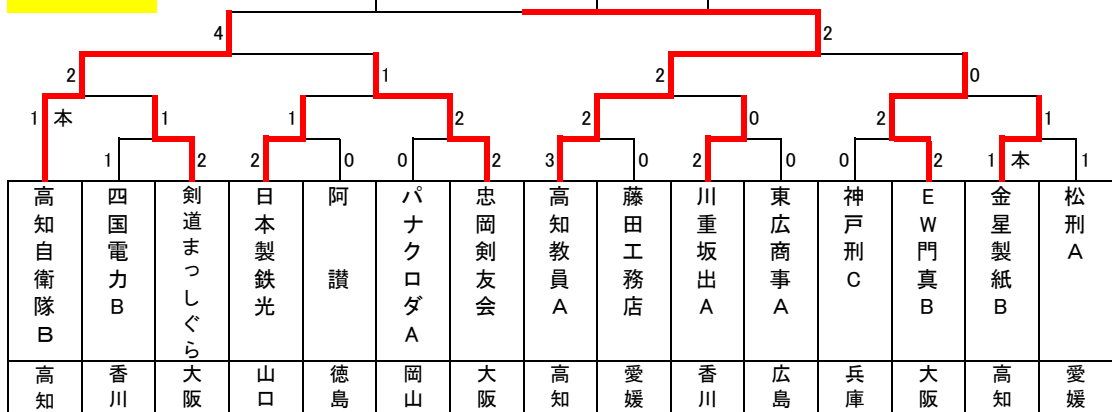 4 2
2 1 2 0
1 本 1 1 2 2 0 2 1
1 2 2 0 0 2 3 0 2 0 0 2 1 本 1
高知自衛隊B
四国電力B
剣道まっしぐら
日本製鉄光
阿讃
パナクロダA
忠岡剣友会
高知教員A
藤田工務店
川重坂出A
東広商事A
神戸刑C
EW門真B
金星製紙B
松刑A
高知
香川
大阪
山口
徳島
岡山
大阪
高知
愛媛
香川
広島
兵庫
大阪
高知
愛媛